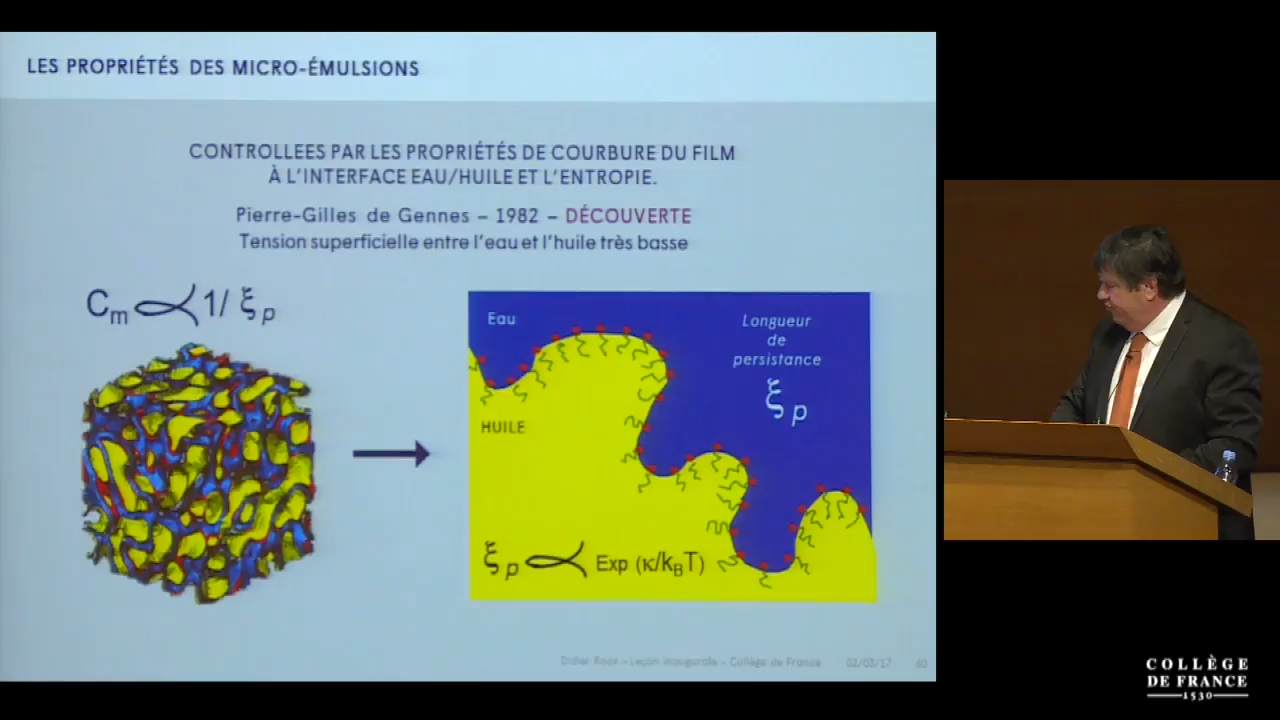 LES PROPRIÉTÉS DES MICRO-ÉMULSIONS
CONTROLLEES PAR LES PROPRIÉTÉS DE COURBURE DU FILM
À L'INTERFACE EAU/HUILE ET L'ENTROPIE.
Pierre-Gilles de Gennes – 1982 – DÉCOUVERTE
Tension superficielle entre l'eau et l'huile très basse
Cm ∝ 1/ ξp
Eau
Longueur
de
persistance
ξp
HUILE
ξp ∝ Exp (κ/kBT)
Didier Roux – Leçon inaugurale – Collège de France 02/03/17 60
COLLÈGE
DE FRANCE
1530